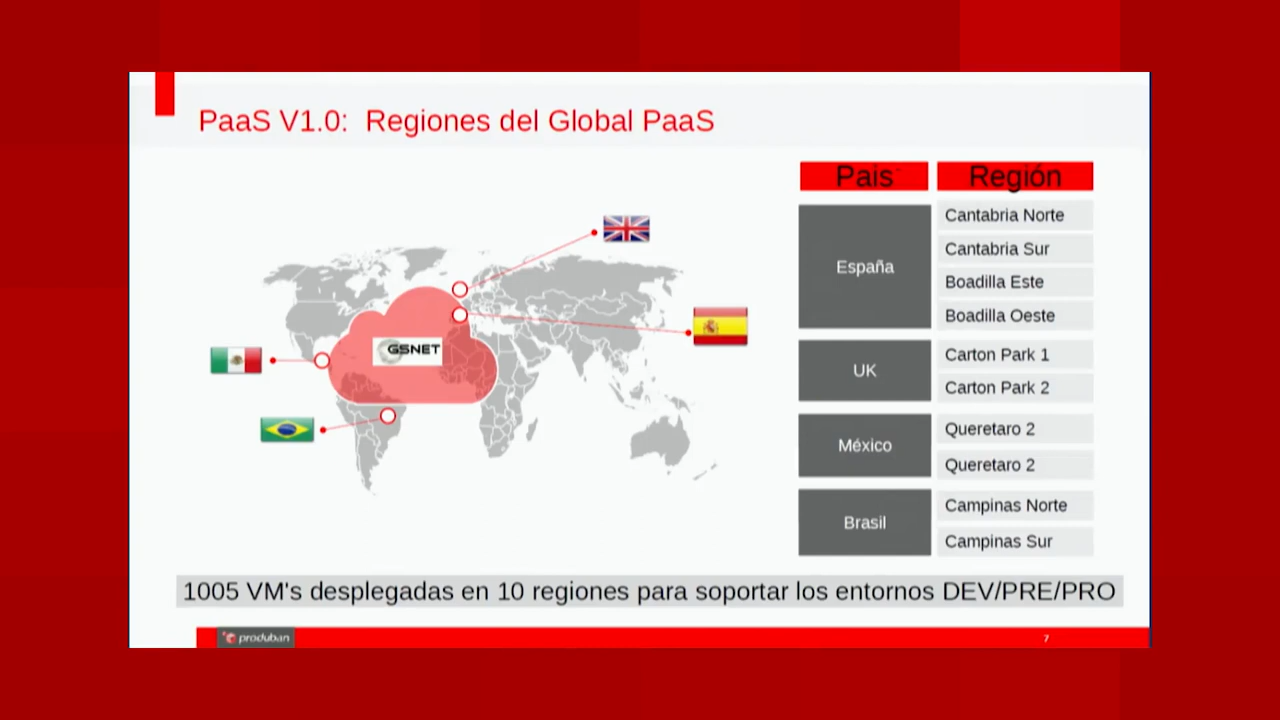 PaaS V1.0: Regiones del Global PaaS
GSNET
Pais
Región
España
Cantabria Norte
Cantabria Sur
Boadilla Este
Boadilla Oeste
UK
Carton Park 1
Carton Park 2
México
Queretaro 2
Queretaro 2
Brasil
Campinas Norte
Campinas Sur
1005 VM's desplegadas en 10 regiones para soportar los entornos DEV/PRE/PRO
produban
7